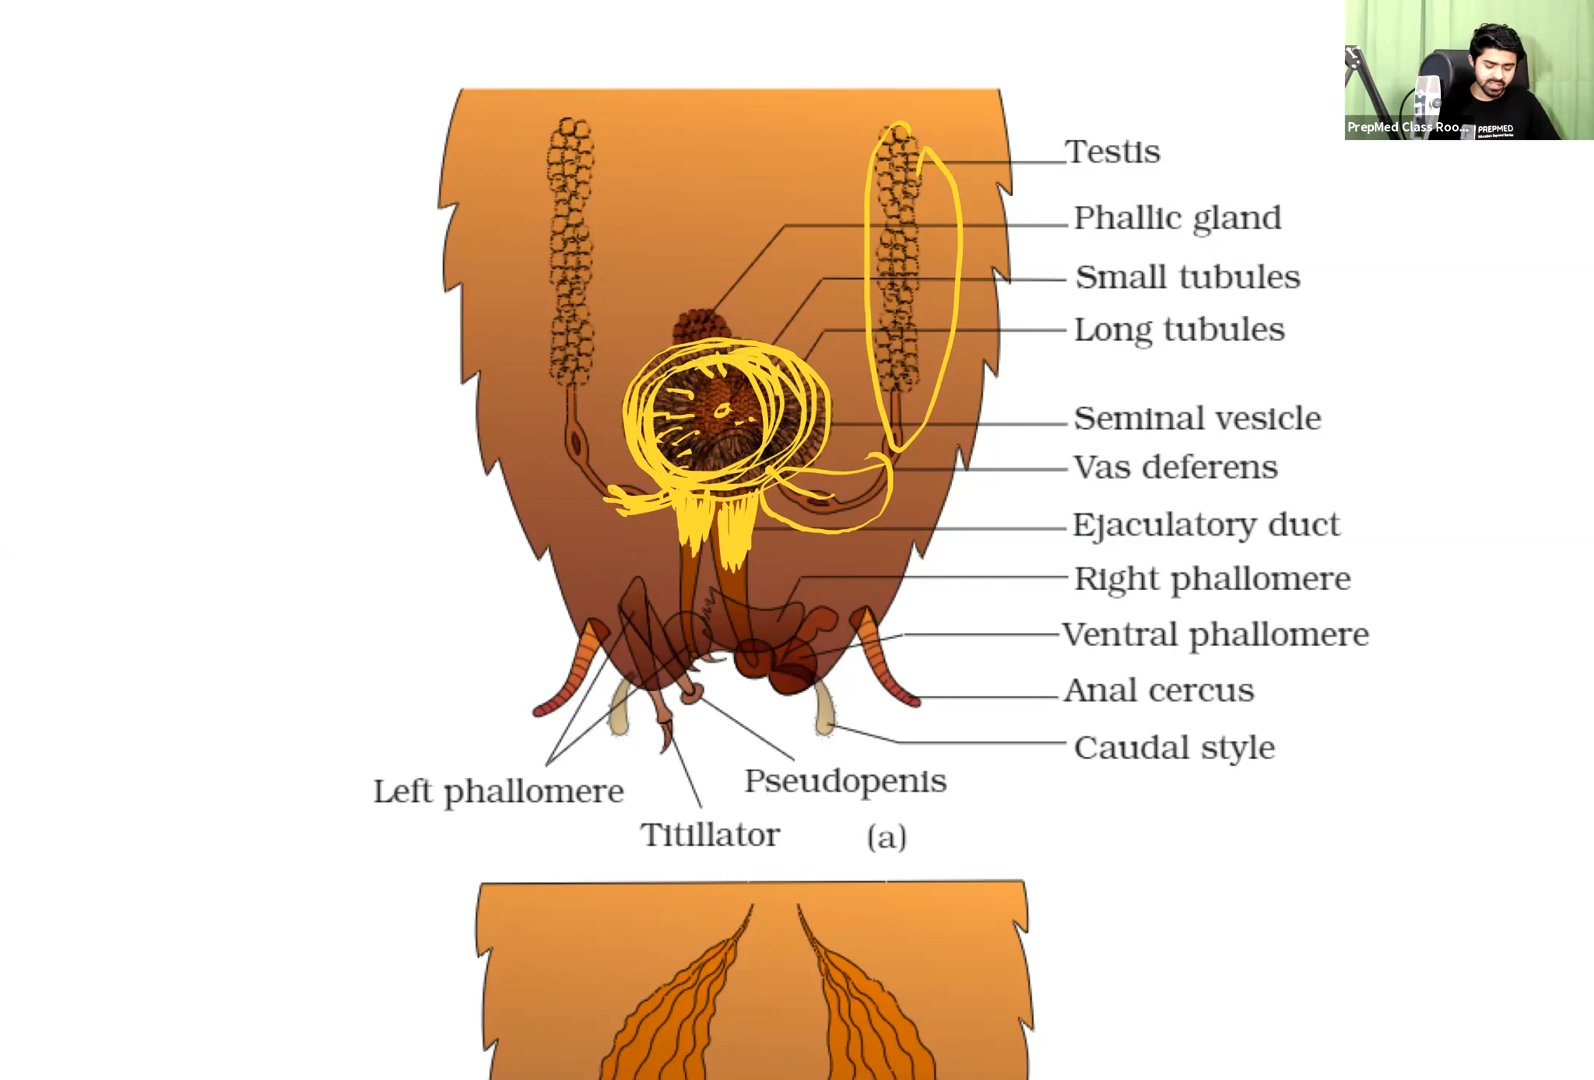 PrepMed Class Roo...
PREPMED
Testis
Phallic gland
Small tubules
Long tubules
Seminal vesicle
Vas deferens
Ejaculatory duct
Right phallomere
Ventral phallomere
Anal cercus
Caudal style
Pseudopenis
Left phallomere
Titillator
(a)